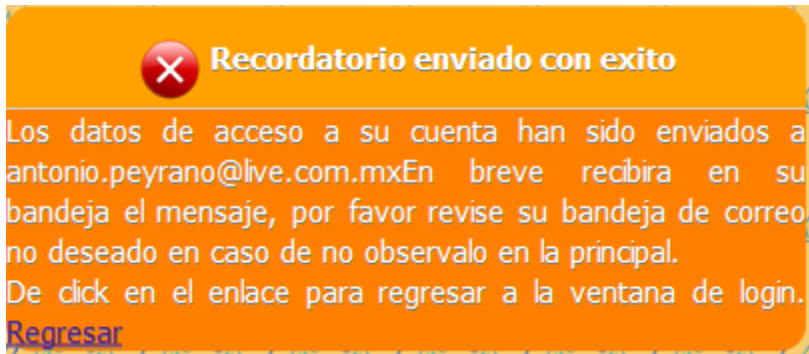 Recordatorio enviado con exito
Los datos de acceso a su cuenta han sido enviados a
antonio.peyrano@live.com.mxEn breve recibira en su
bandeja el mensaje, por favor revise su bandeja de correo
no deseado en caso de no observalo en la principal.
De click en el enlace para regresar a la ventana de login.
Regresar